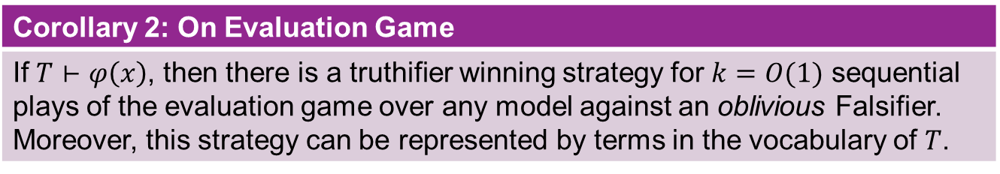 Corollary 2: On Evaluation Game
If T ⊢ φ(x), then there is a truthifier winning strategy for k = O(1) sequential
plays of the evaluation game over any model against an oblivious Falsifier.
Moreover, this strategy can be represented by terms in the vocabulary of T.